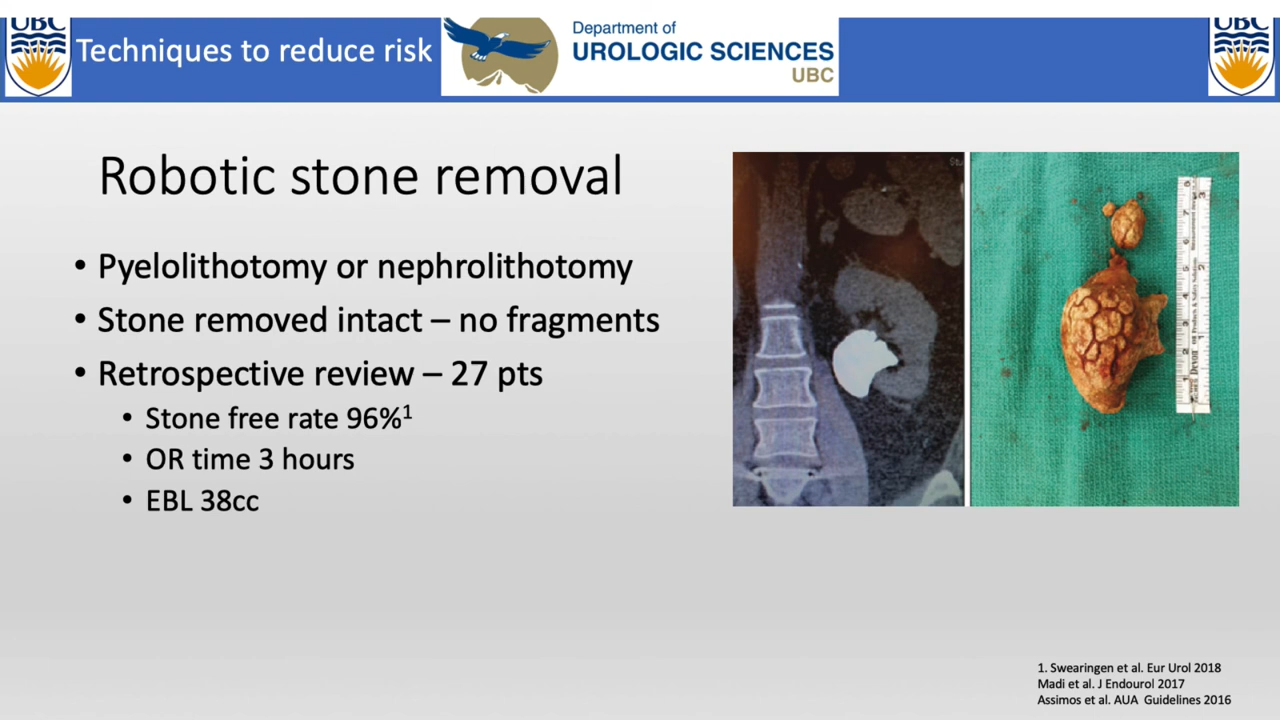 UBC
Techniques to reduce risk
Department of
UROLOGIC SCIENCES
UBC
UBC
Robotic stone removal
• Pyelolithotomy or nephrolithotomy
• Stone removed intact – no fragments
• Retrospective review – 27 pts
• Stone free rate 96%1
• OR time 3 hours
• EBL 38cc
1. Swearingen et al. Eur Urol 2018
Madi et al. J Endourol 2017
Assimos et al. AUA Guidelines 2016